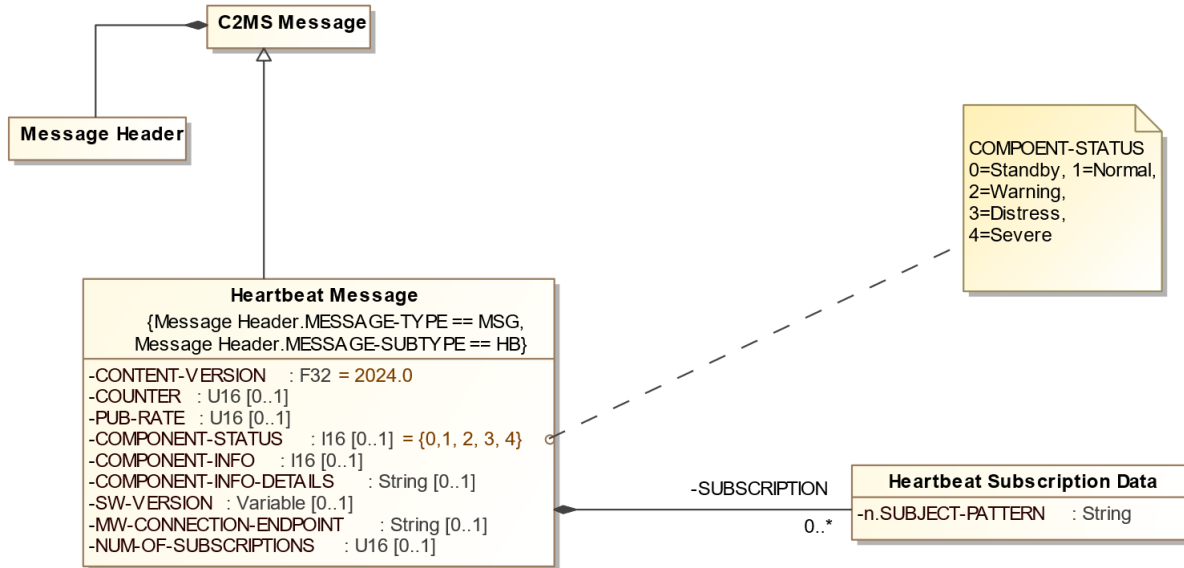 C2MS Message
Message Header
COMPOENT-STATUS
0=Standby, 1=Normal,
2=Warning,
3=Distress,
4=Severe
Heartbeat Message
{Message Header.MESSAGE-TYPE == MSG,
Message Header.MESSAGE-SUBTYPE == HB}
-CONTENT-VERSION : F32 = 2024.0
-COUNTER : U16 [0..1]
-PUB-RATE : U16 [0..1]
-COMPONENT-STATUS : I16 [0..1] = {0,1, 2, 3, 4}
-COMPONENT-INFO : I16 [0..1]
-COMPONENT-INFO-DETAILS : String [0..1]
-SW-VERSION : Variable [0..1]
-MW-CONNECTION-ENDPOINT : String [0..1]
-NUM-OF-SUBSCRIPTIONS : U16 [0..1]
-SUBSCRIPTION
0..*
Heartbeat Subscription Data
-n.SUBJECT-PATTERN : String